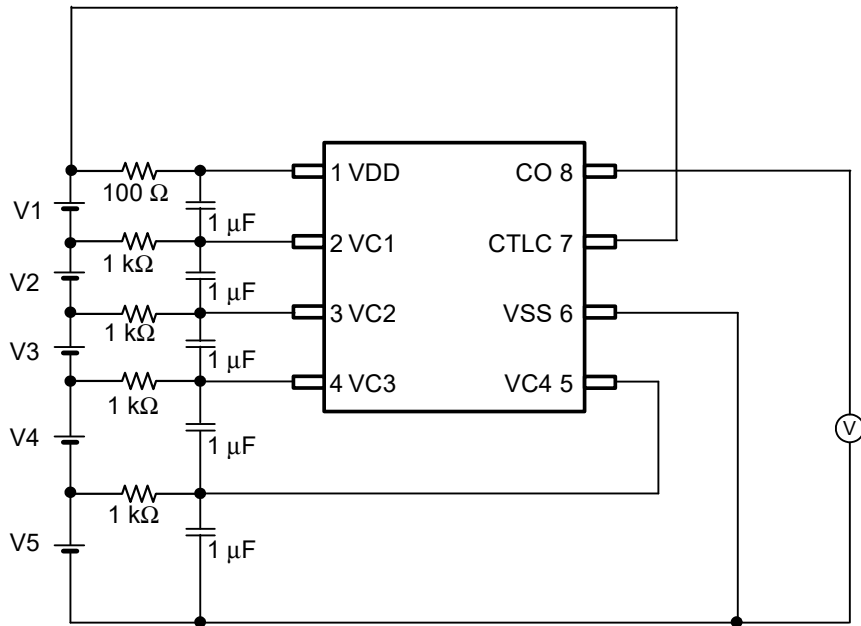 1 VDD CO 8
100 Ω
V1 1 μF
2 VC1 CTLC 7
1 kΩ
V2 1 μF
3 VC2 VSS 6
1 kΩ
V3 1 μF
4 VC3 VC4 5
1 kΩ
V4 1 μF
V
1 kΩ
V5 1 μF